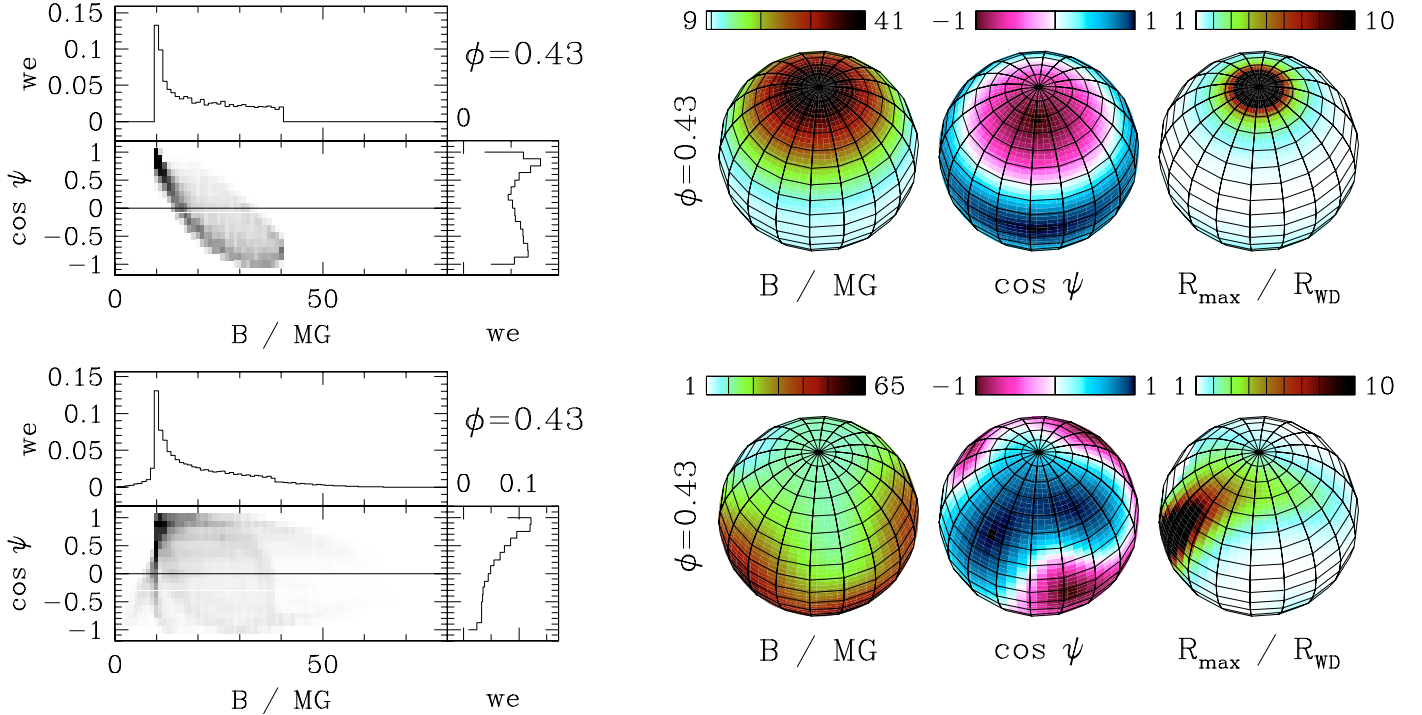 we
0.15
0.1
0.05
0
φ=0.43
0
cos ψ
1
0.5
0
−0.5
−1
0
50
B / MG
we
9
41
−1
1
1
10
φ=0.43
B / MG
cos ψ
R_max / R_WD
we
0.15
0.1
0.05
0
φ=0.43
0
0.1
cos ψ
1
0.5
0
−0.5
−1
0
50
B / MG
we
1
65
−1
1
1
10
φ=0.43
B / MG
cos ψ
R_max / R_WD